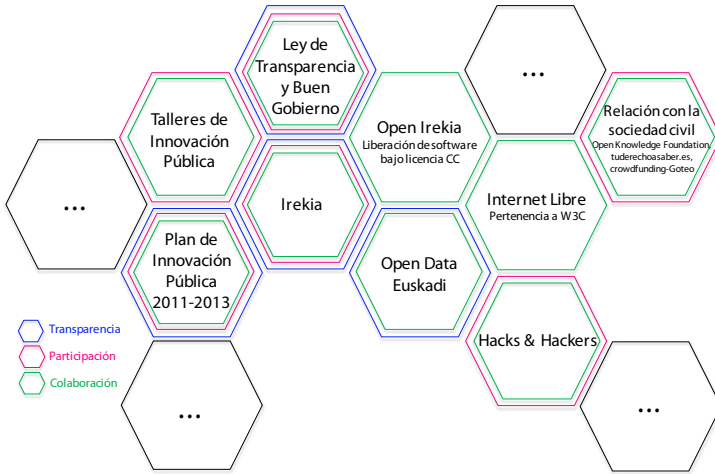 Ley de
Transparencia
y Buen
Gobierno
...
Talleres de
Innovación
Pública
Open Irekia
Liberación de software
bajo licencia CC
Relación con la
sociedad civil
Open Knowledge Foundation,
tuderechoasaber.es,
crowdfunding-Goteo
...
Irekia
Internet Libre
Pertenencia a W3C
Plan de
Innovación
Pública
2011-2013
Open Data
Euskadi
Hacks & Hackers
Transparencia
Participación
Colaboración
...
...